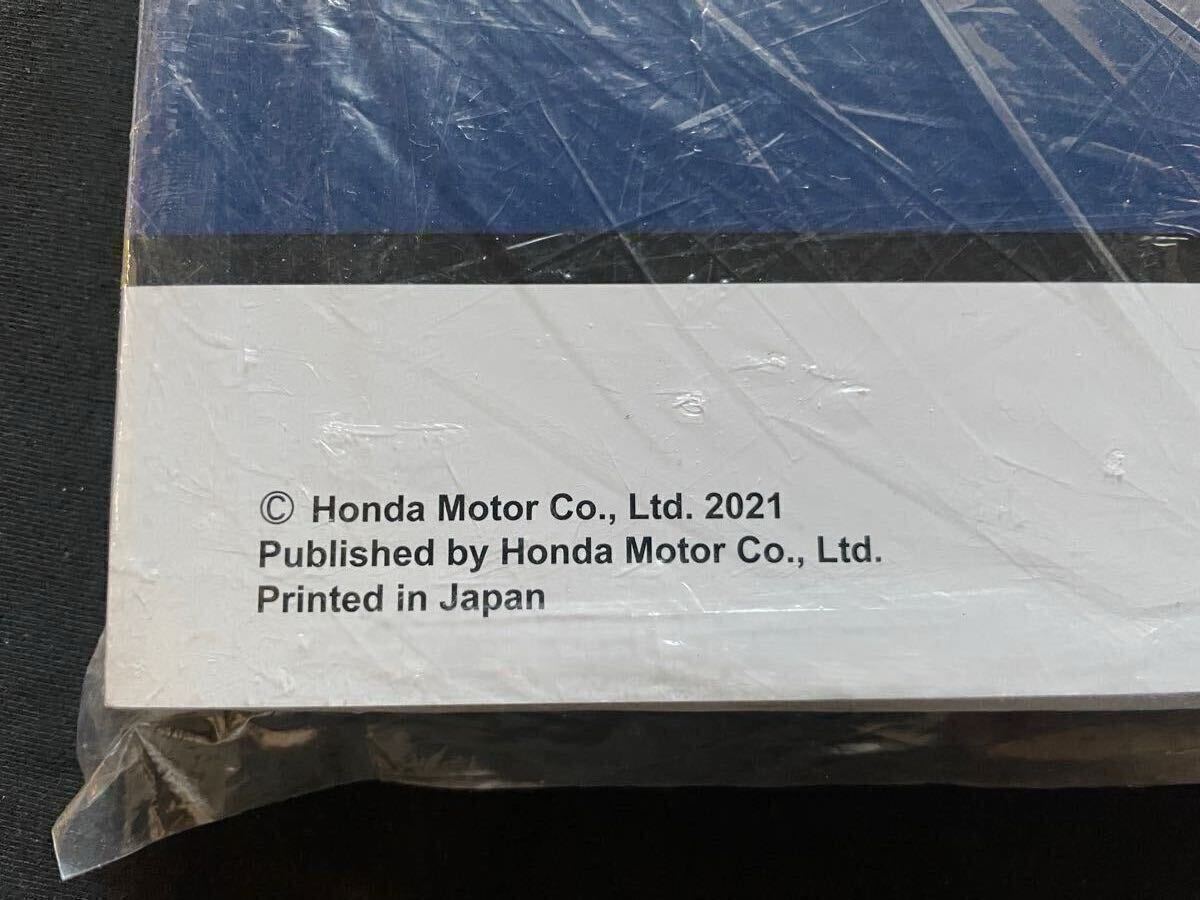 © Honda Motor Co., Ltd. 2021
Published by Honda Motor Co., Ltd.
Printed in Japan